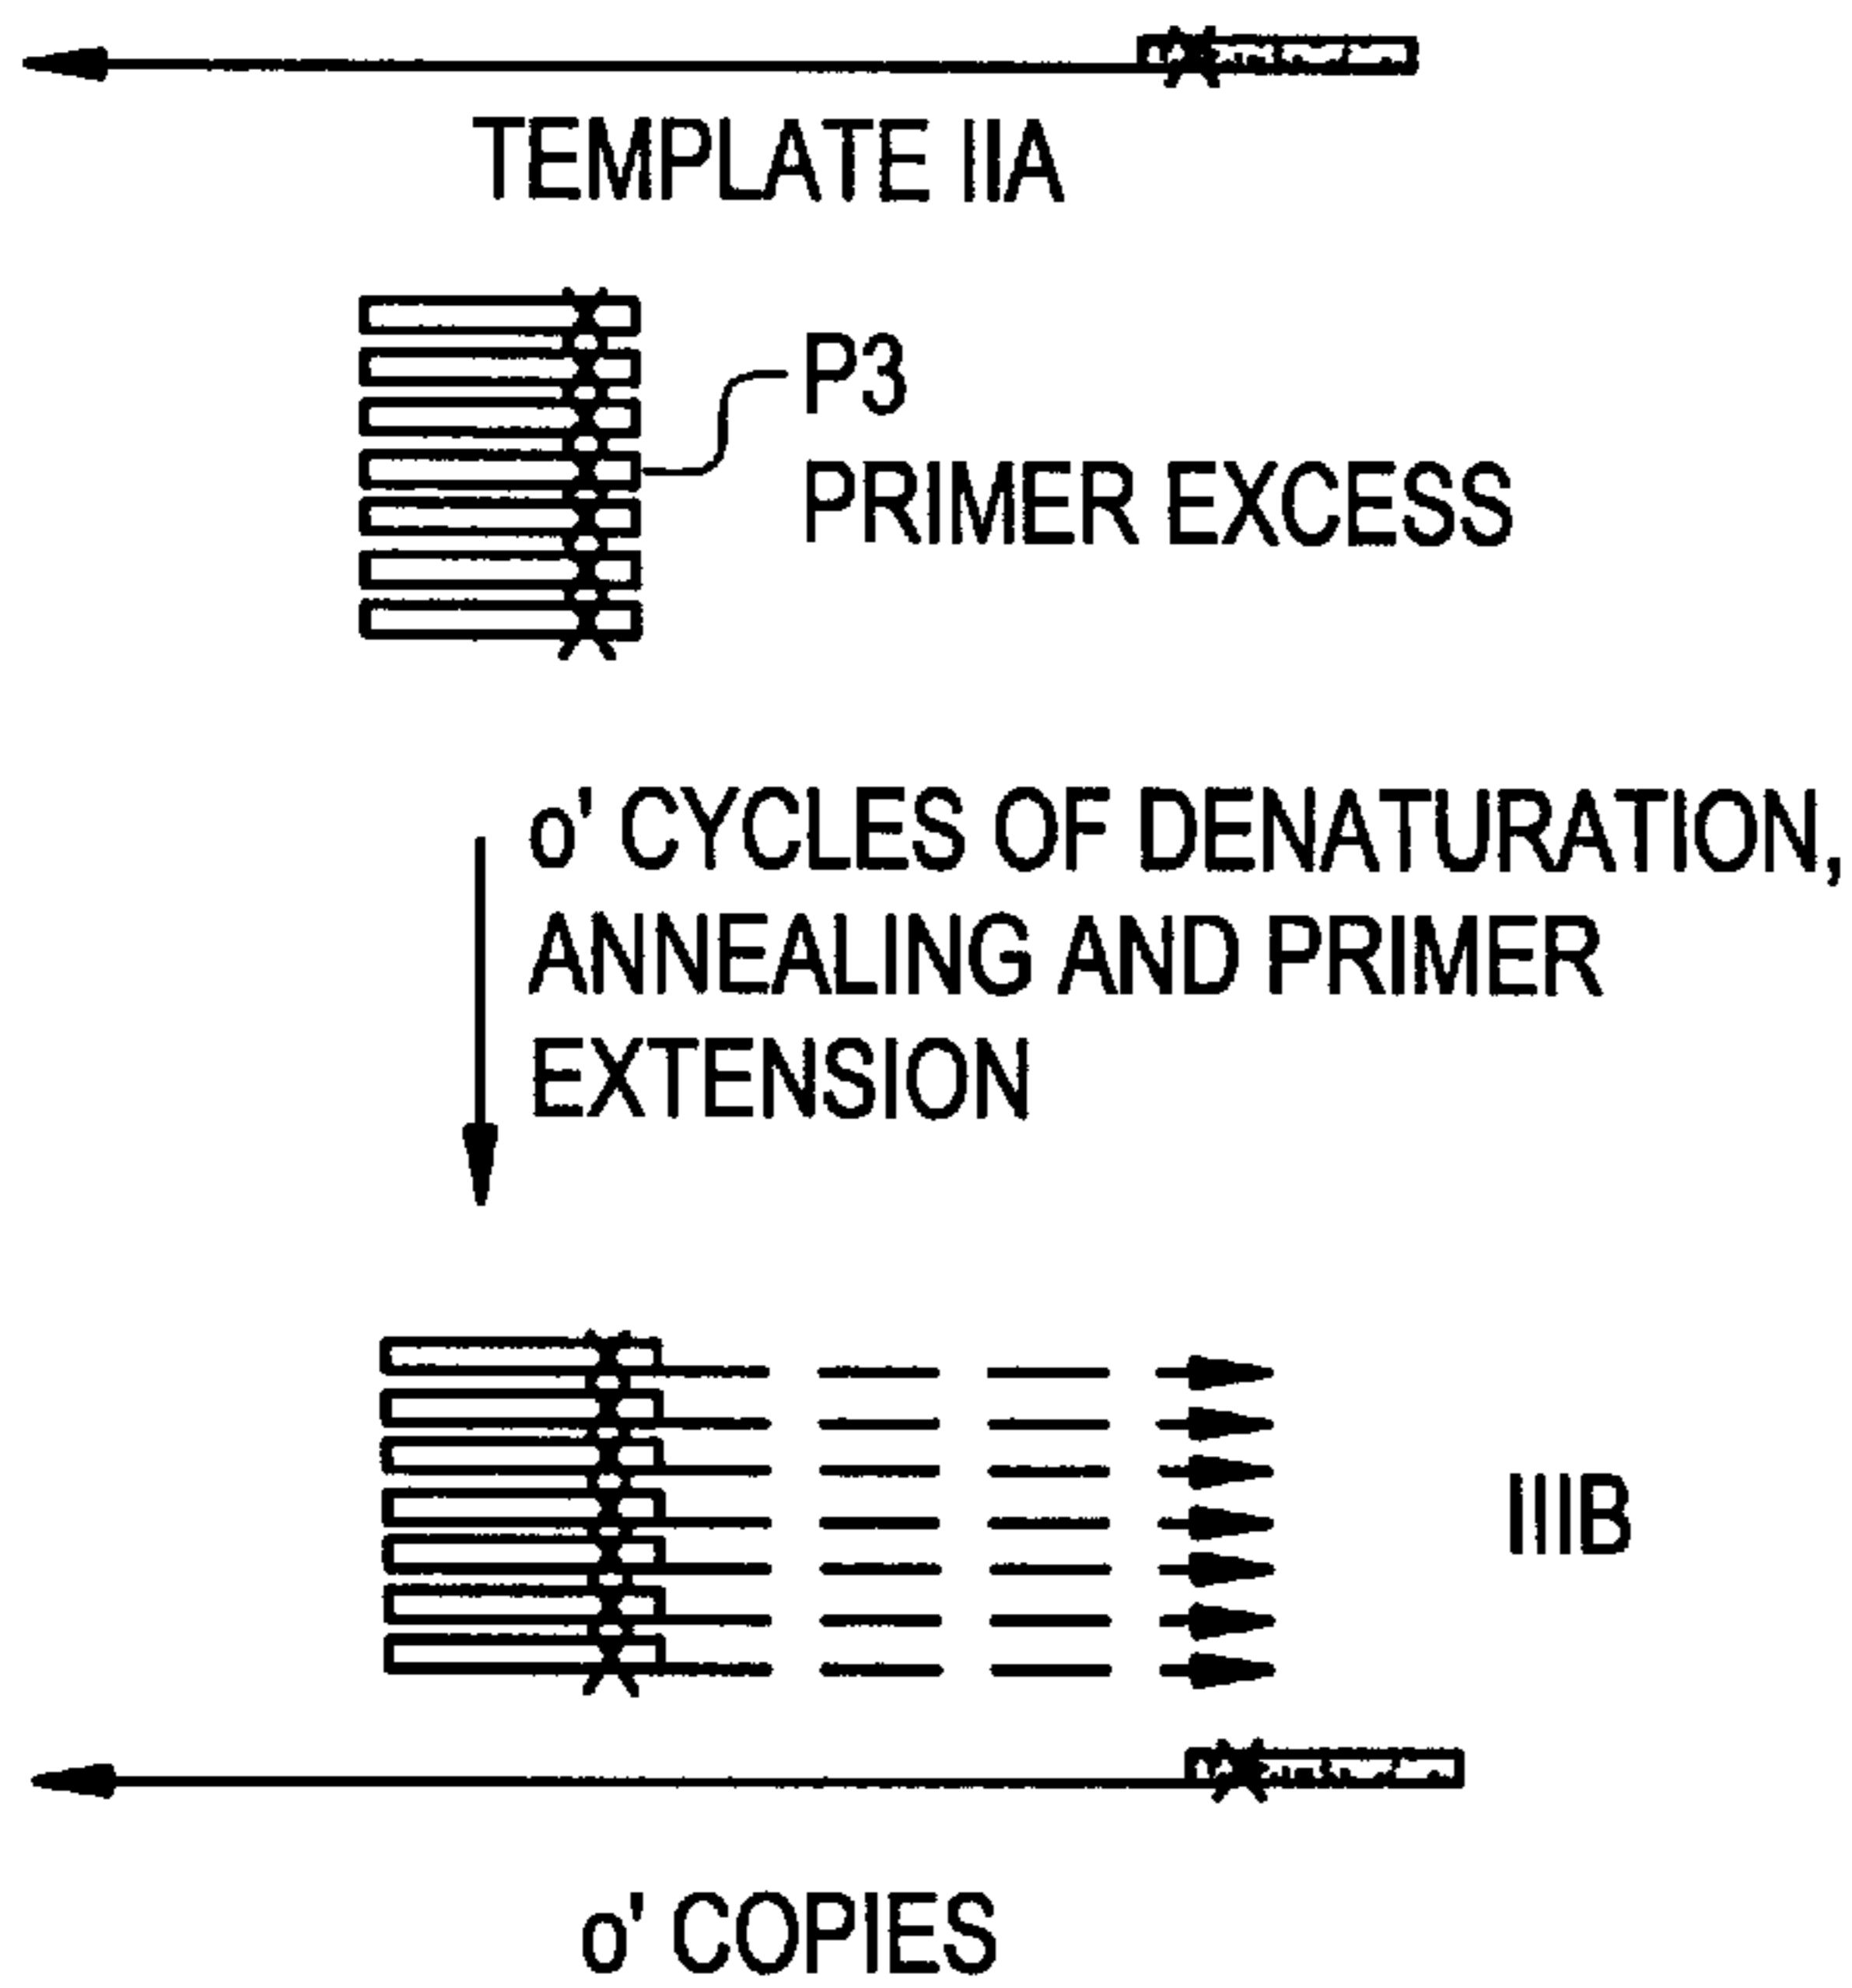 TEMPLATE IIA
P3
PRIMER EXCESS
o' CYCLES OF DENATURATION,
ANNEALING AND PRIMER
EXTENSION
IIIB
o' COPIES